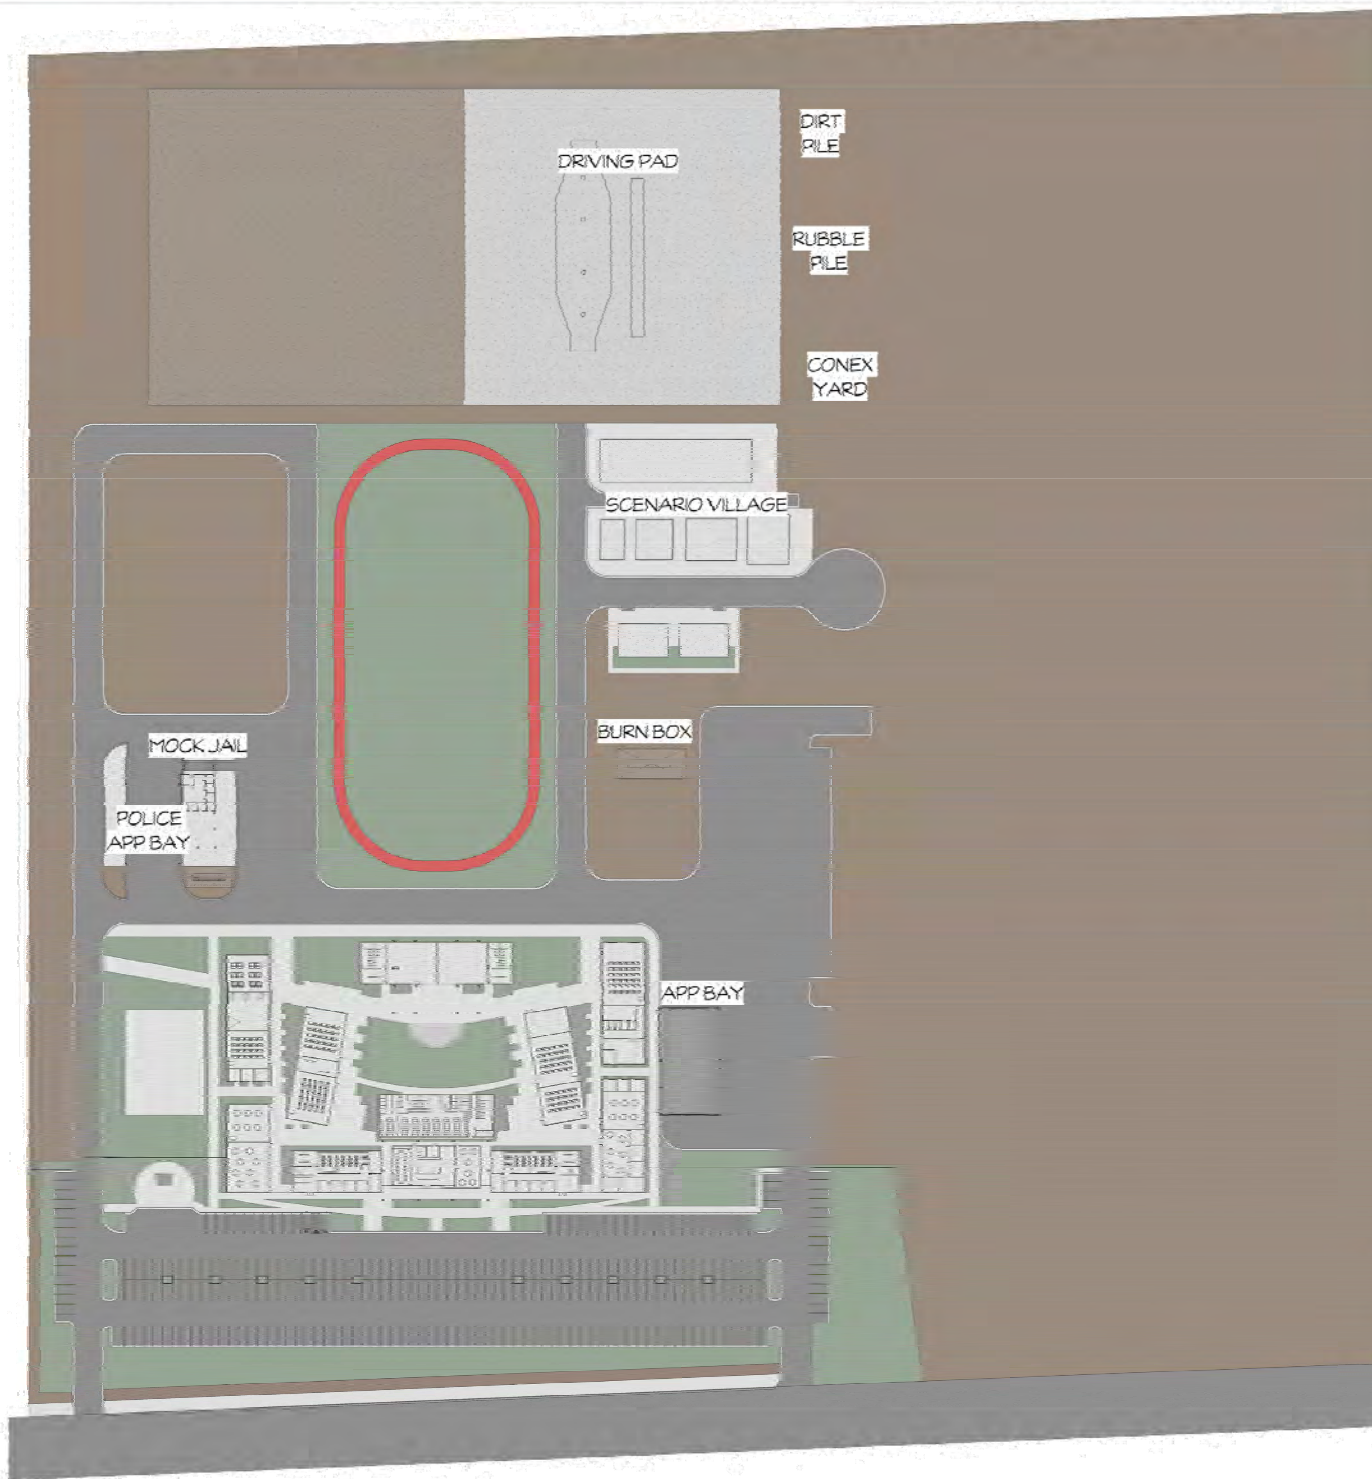 DIRT
PILE
DRIVING PAD
RUBBLE
PILE
CONEX
YARD
SCENARIO VILLAGE
BURN BOX
MOCK JAIL
POLICE
APP BAY
APP BAY